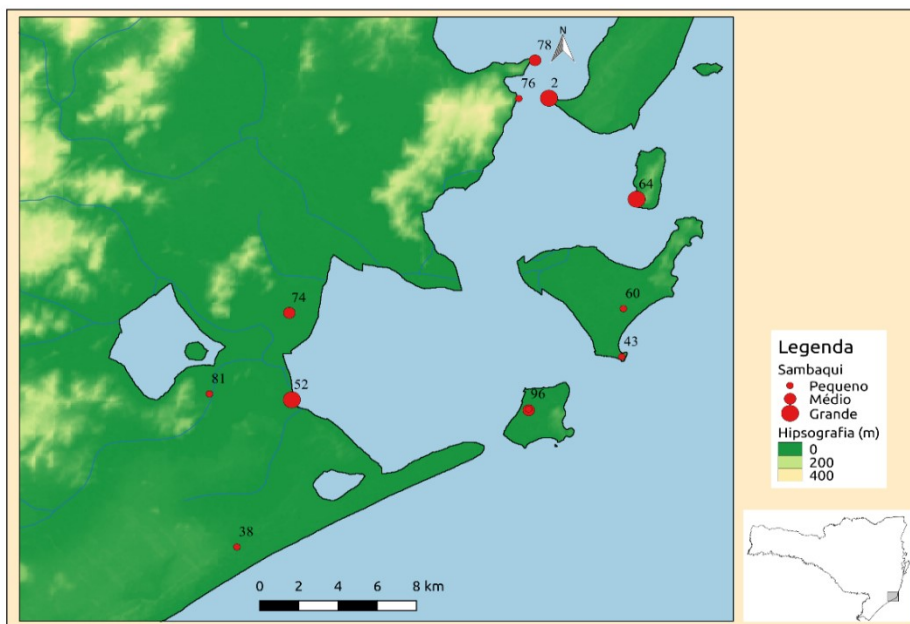 N
78
76
2
64
74
60
43
81
52
96
38
0 2 4 6 8 km
Legenda
Sambaqui
Pequeno
Médio
Grande
Hipsografia (m)
0
200
400